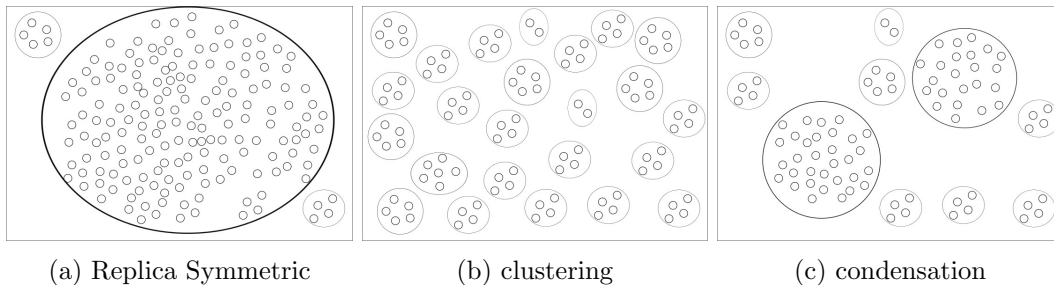 (a) Replica Symmetric
(b) clustering
(c) condensation